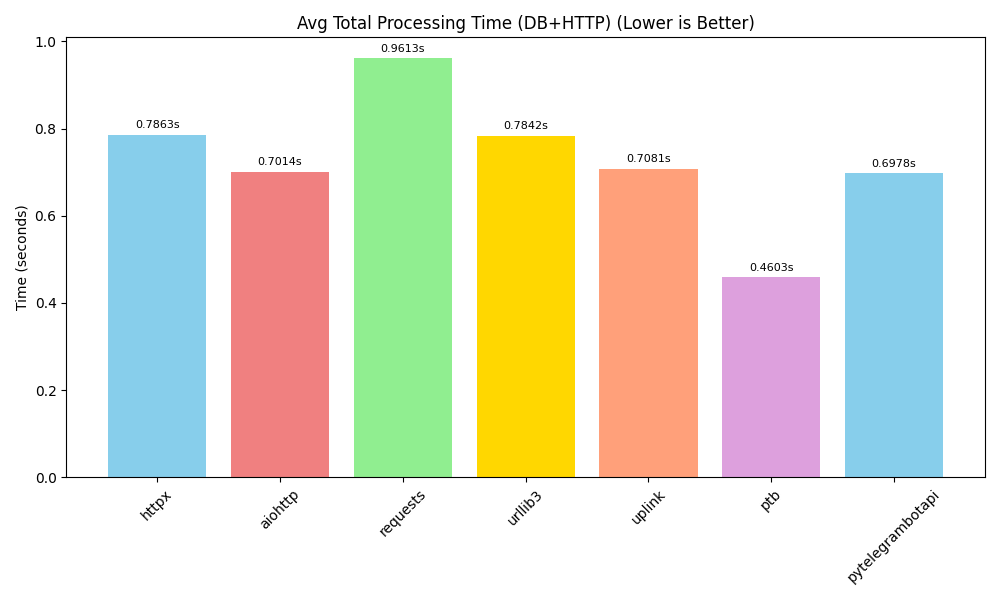 Avg Total Processing Time (DB+HTTP) (Lower is Better)
Time (seconds)
1.0
0.8
0.6
0.4
0.2
0.0
0.7863s
0.7014s
0.9613s
0.7842s
0.7081s
0.4603s
0.6978s
httpx
aiohttp
requests
urllib3
uplink
ptb
pytelegrambotapi